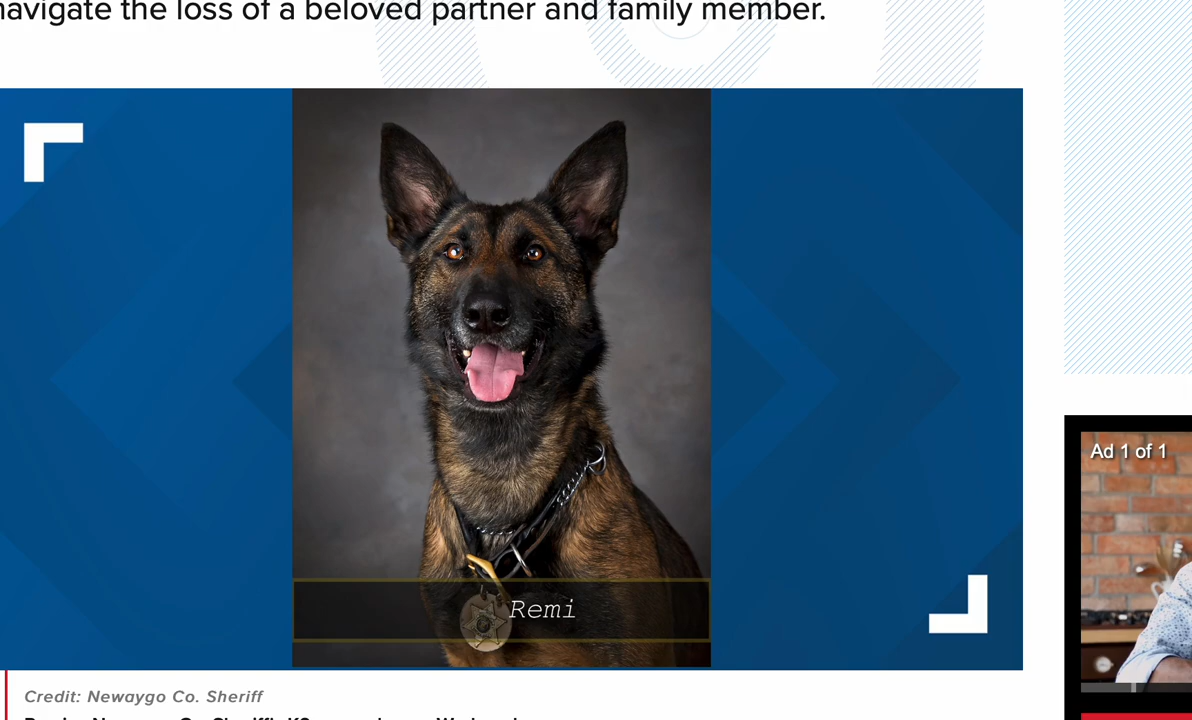 navigate the loss of a beloved partner and family member.
Remi
Ad 1 of 1
Credit: Newaygo Co. Sheriff